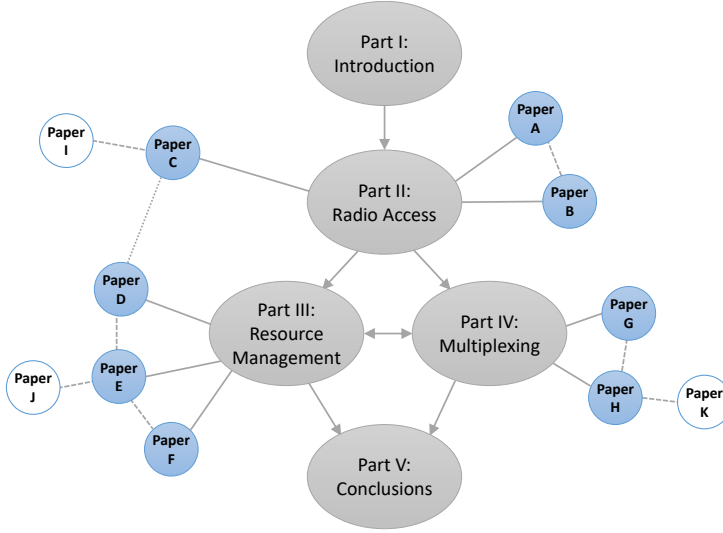 Part I:
Introduction
Paper
A
Paper
I
Paper
C
Part II:
Radio Access
Paper
B
Paper
D
Part III:
Resource
Management
Part IV:
Multiplexing
Paper
G
Paper
E
Paper
J
Paper
H
Paper
K
Paper
F
Part V:
Conclusions